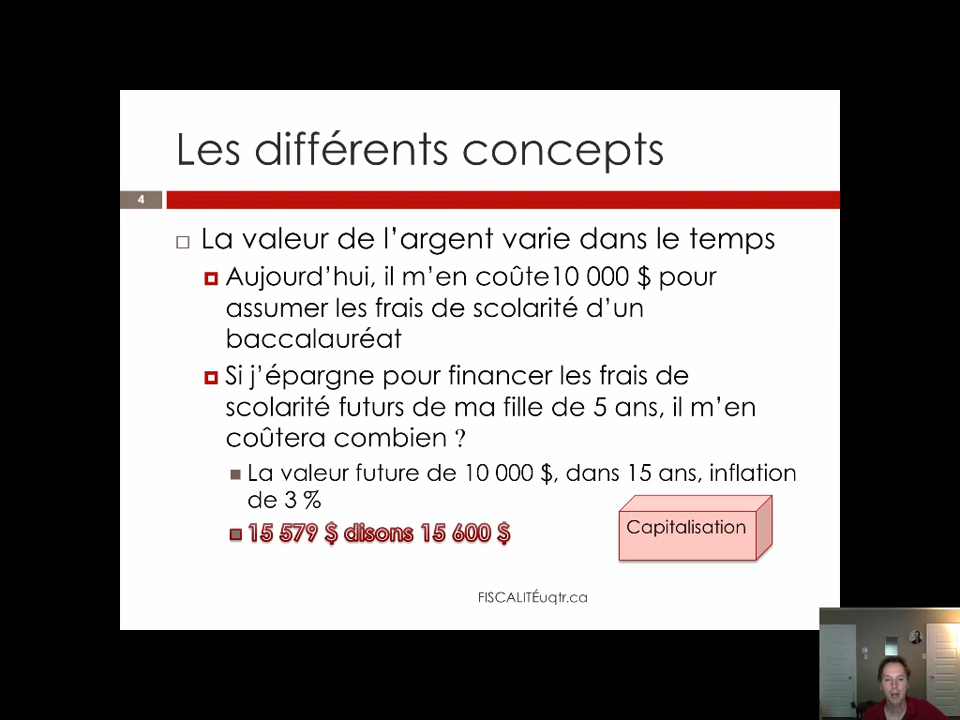 Les différents concepts
4
La valeur de l’argent varie dans le temps
Aujourd’hui, il m’en coûte10 000 $ pour
assumer les frais de scolarité d’un
baccalauréat
Si j’épargne pour financer les frais de
scolarité futurs de ma fille de 5 ans, il m’en
coûtera combien ?
La valeur future de 10 000 $, dans 15 ans, inflation
de 3 %
15 579 $ disons 15 600 $
Capitalisation
FISCALITÉuqtr.ca